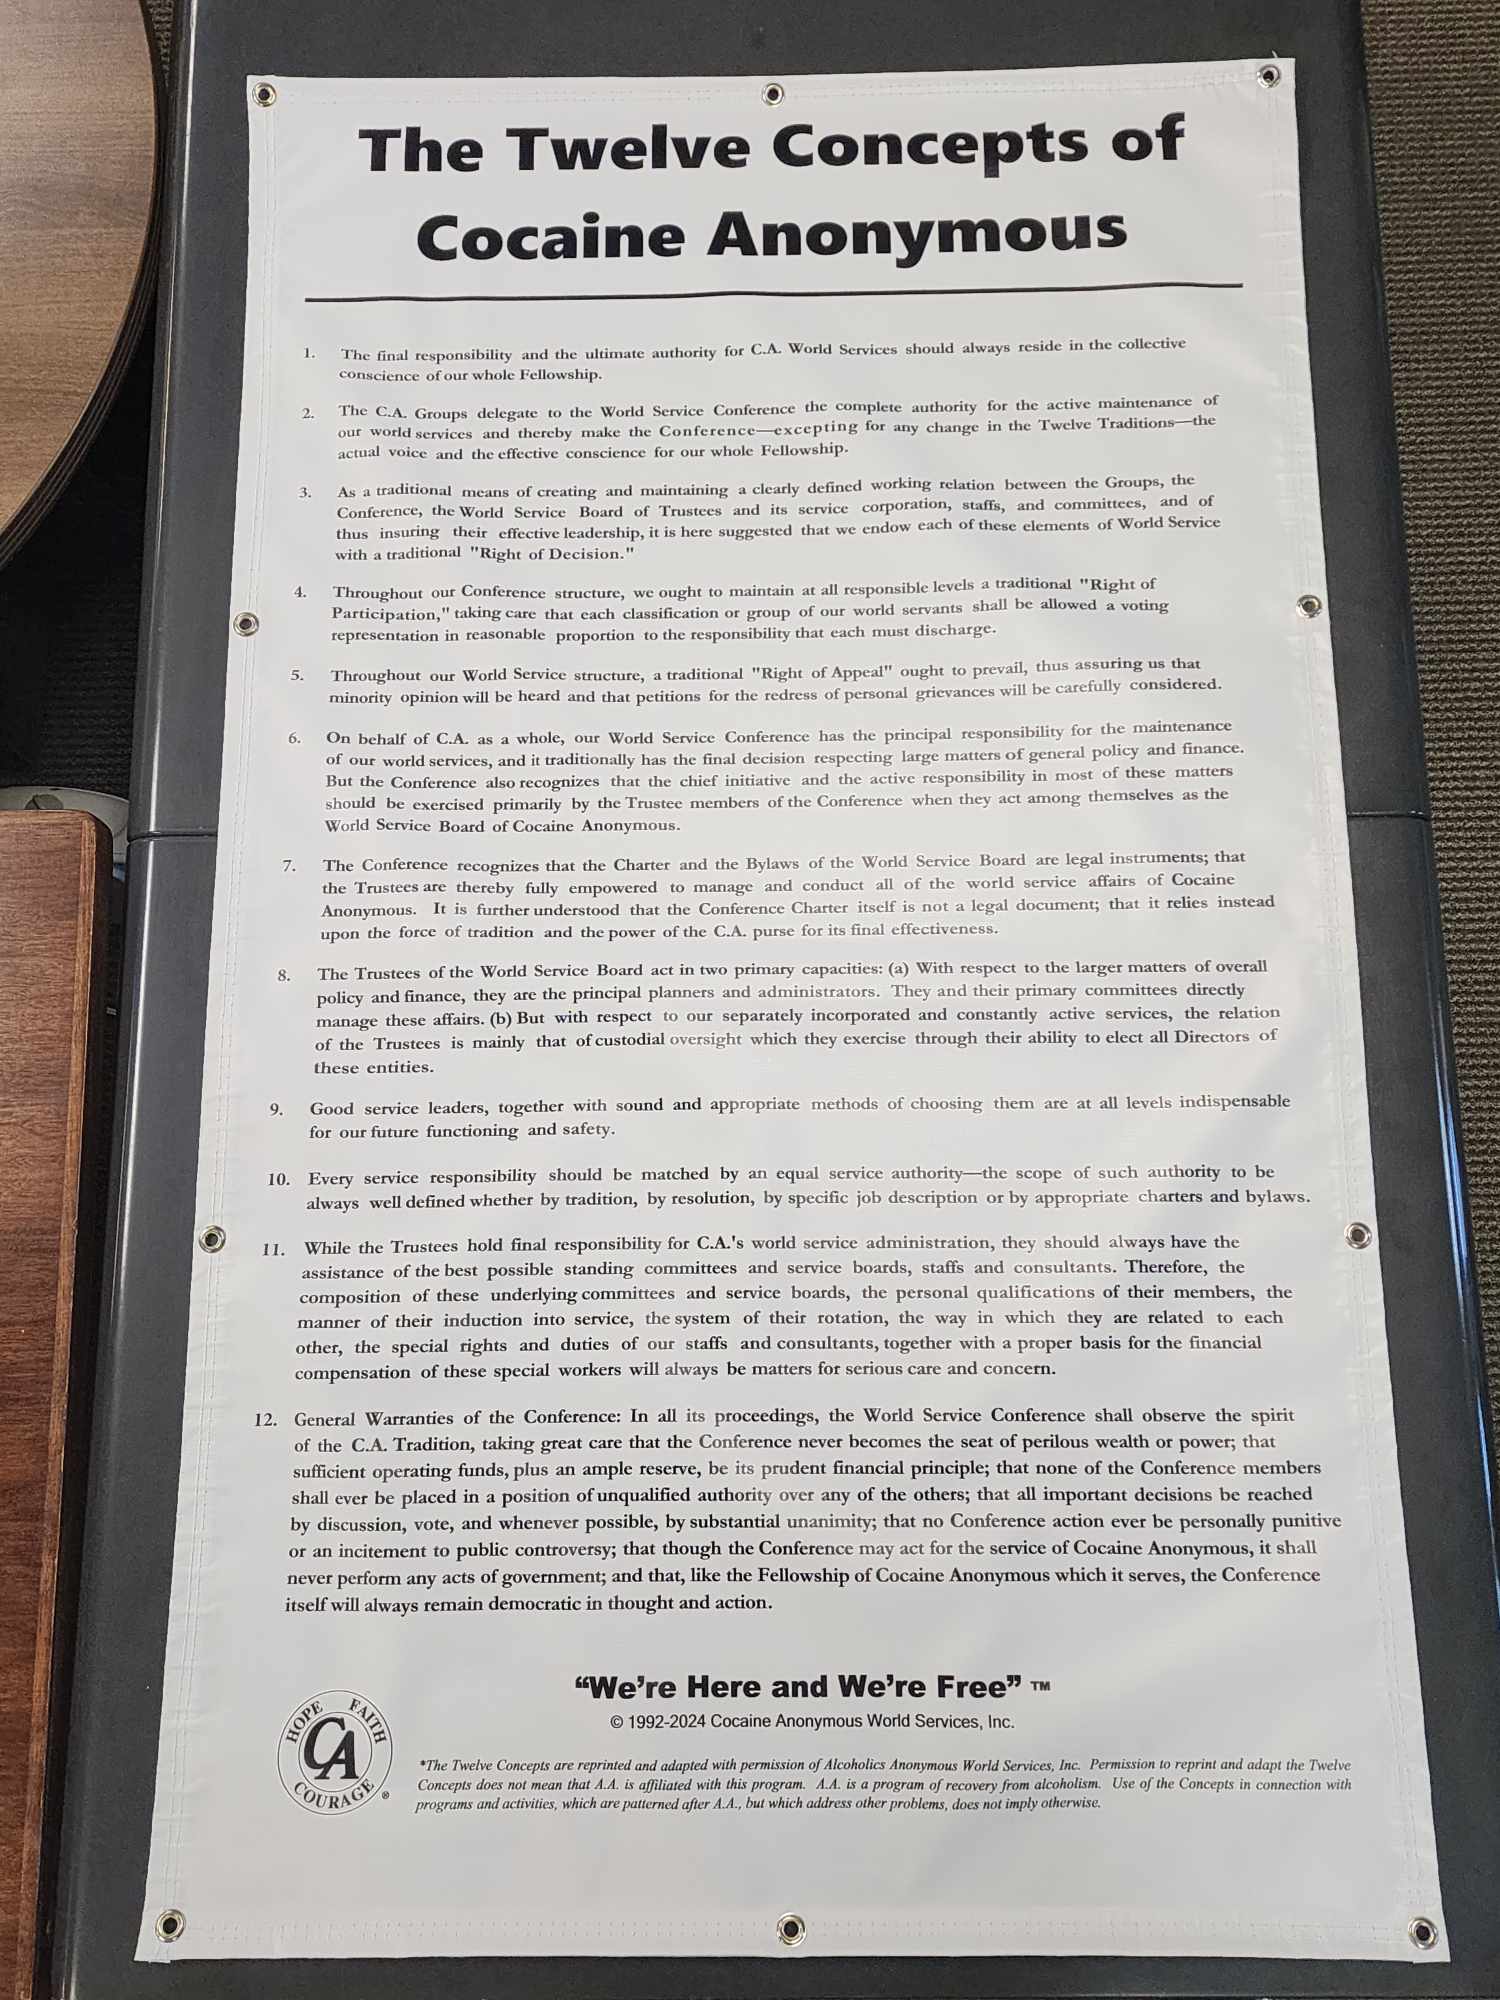 The Twelve Concepts of
Cocaine Anonymous
1. The final responsibility and the ultimate authority for C.A. World Services should always reside in the collective
conscience of our whole Fellowship.
2. The C.A. Groups delegate to the World Service Conference the complete authority for the active maintenance of
our world services and thereby make the Conference—excepting for any change in the Twelve Traditions—the
actual voice and the effective conscience for our whole Fellowship.
3. As a traditional means of creating and maintaining a clearly defined working relation between the Groups, the
Conference, the World Service Board of Trustees and its service corporation, staffs, and committees, and of
thus insuring their effective leadership, it is here suggested that we endow each of these elements of World Service
with a traditional "Right of Decision."
4. Throughout our Conference structure, we ought to maintain at all responsible levels a traditional "Right of
Participation," taking care that each classification or group of our world servants shall be allowed a voting
representation in reasonable proportion to the responsibility that each must discharge.
5. Throughout our World Service structure, a traditional "Right of Appeal" ought to prevail, thus assuring us that
minority opinion will be heard and that petitions for the redress of personal grievances will be carefully considered.
6. On behalf of C.A. as a whole, our World Service Conference has the principal responsibility for the maintenance
of our world services, and it traditionally has the final decision respecting large matters of general policy and finance.
But the Conference also recognizes that the chief initiative and the active responsibility in most of these matters
should be exercised primarily by the Trustee members of the Conference when they act among themselves as the
World Service Board of Cocaine Anonymous.
7. The Conference recognizes that the Charter and the Bylaws of the World Service Board are legal instruments; that
the Trustees are thereby fully empowered to manage and conduct all of the world service affairs of Cocaine
Anonymous. It is further understood that the Conference Charter itself is not a legal document; that it relies instead
upon the force of tradition and the power of the C.A. purse for its final effectiveness.
8. The Trustees of the World Service Board act in two primary capacities: (a) With respect to the larger matters of overall
policy and finance, they are the principal planners and administrators. They and their primary committees directly
manage these affairs. (b) But with respect to our separately incorporated and constantly active services, the relation
of the Trustees is mainly that of custodial oversight which they exercise through their ability to elect all Directors of
these entities.
9. Good service leaders, together with sound and appropriate methods of choosing them are at all levels indispensable
for our future functioning and safety.
10. Every service responsibility should be matched by an equal service authority—the scope of such authority to be
always well defined whether by tradition, by resolution, by specific job description or by appropriate charters and bylaws.
11. While the Trustees hold final responsibility for C.A.'s world service administration, they should always have the
assistance of the best possible standing committees and service boards, staffs and consultants. Therefore, the
composition of these underlying committees and service boards, the personal qualifications of their members, the
manner of their induction into service, the system of their rotation, the way in which they are related to each
other, the special rights and duties of our staffs and consultants, together with a proper basis for the financial
compensation of these special workers will always be matters for serious care and concern.
12. General Warranties of the Conference: In all its proceedings, the World Service Conference shall observe the spirit
of the C.A. Tradition, taking great care that the Conference never becomes the seat of perilous wealth or power; that
sufficient operating funds, plus an ample reserve, be its prudent financial principle; that none of the Conference members
shall ever be placed in a position of unqualified authority over any of the others; that all important decisions be reached
by discussion, vote, and whenever possible, by substantial unanimity; that no Conference action ever be personally punitive
or an incitement to public controversy; that though the Conference may act for the service of Cocaine Anonymous, it shall
never perform any acts of government; and that, like the Fellowship of Cocaine Anonymous which it serves, the Conference
itself will always remain democratic in thought and action.
“We’re Here and We’re Free” ™
© 1992-2024 Cocaine Anonymous World Services, Inc.
HOPE FAITH
CA
COURAGE ®
*The Twelve Concepts are reprinted and adapted with permission of Alcoholics Anonymous World Services, Inc. Permission to reprint and adapt the Twelve
Concepts does not mean that A.A. is affiliated with this program. A.A. is a program of recovery from alcoholism. Use of the Concepts in connection with
programs and activities, which are patterned after A.A., but which address other problems, does not imply otherwise.